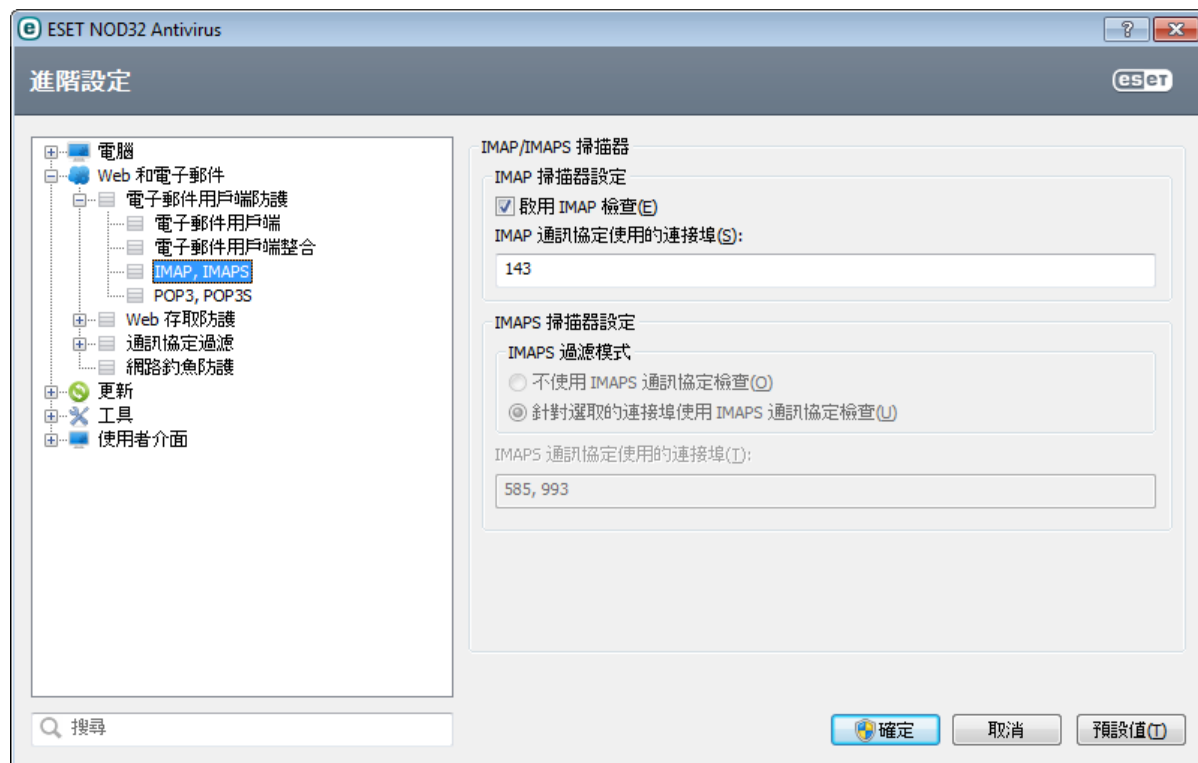 ESET NOD32 Antivirus
進階設定
eset
電腦
Web 和電子郵件
電子郵件用戶端防護
電子郵件用戶端
電子郵件用戶端整合
IMAP, IMAPS
POP3, POP3S
Web 存取防護
通訊協定過濾
網路釣魚防護
更新
工具
使用者介面
搜尋
IMAP/IMAPS 掃描器
IMAP 掃描器設定
啟用 IMAP 檢查(E)
IMAP 通訊協定使用的連接埠(S):
143
IMAPS 掃描器設定
IMAPS 過濾模式
不使用 IMAPS 通訊協定檢查(O)
針對選取的連接埠使用 IMAPS 通訊協定檢查(U)
IMAPS 通訊協定使用的連接埠(T):
585, 993
確定
取消
預設值(T)